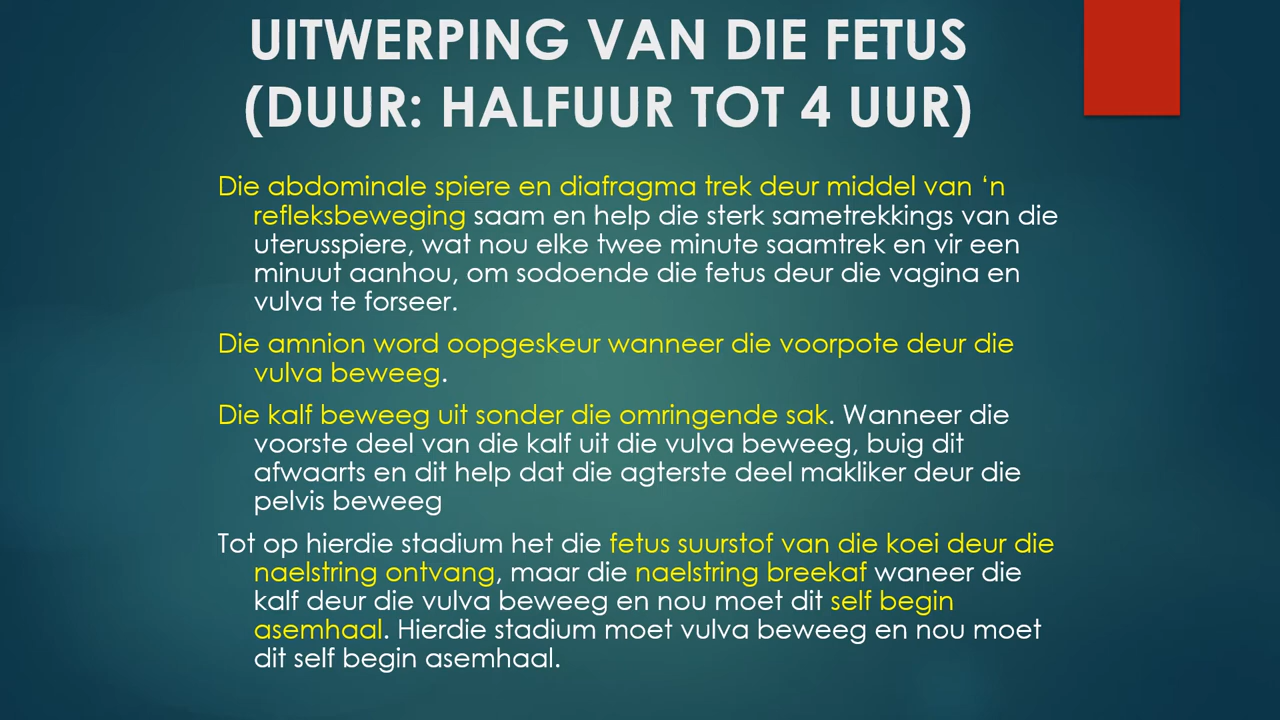 UITWERPING VAN DIE FETUS
(DUUR: HALFUUR TOT 4 UUR)
Die abdominale spiere en diafragma trek deur middel van ‘n
refleksbeweging saam en help die sterk sametrekkings van die
uterusspiere, wat nou elke twee minute saamtrek en vir een
minuut aanhou, om sodoende die fetus deur die vagina en
vulva te forseer.
Die amnion word oopgeskeur wanneer die voorpote deur die
vulva beweeg.
Die kalf beweeg uit sonder die omringende sak. Wanneer die
voorste deel van die kalf uit die vulva beweeg, buig dit
afwaarts en dit help dat die agterste deel makliker deur die
pelvis beweeg
Tot op hierdie stadium het die fetus suurstof van die koei deur die
naelstring ontvang, maar die naelstring breekaf waneer die
kalf deur die vulva beweeg en nou moet dit self begin
asemhaal. Hierdie stadium moet vulva beweeg en nou moet
dit self begin asemhaal.